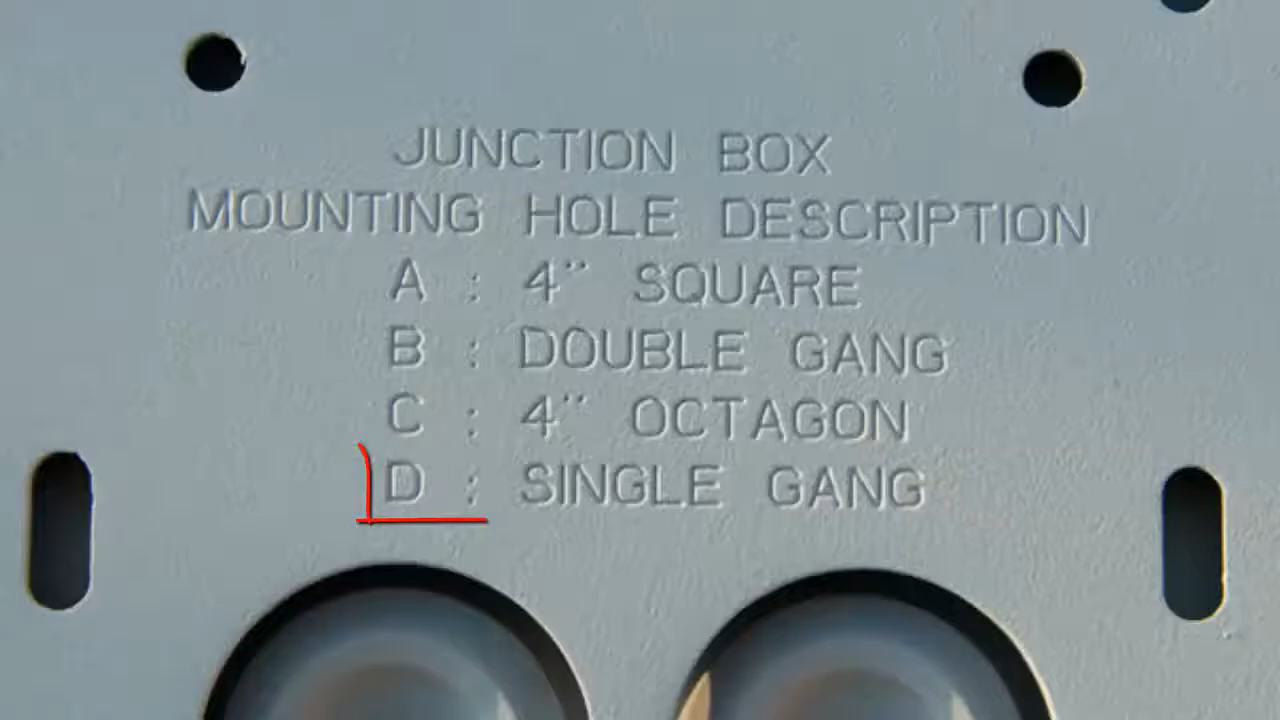 JUNCTION BOX
MOUNTING HOLE DESCRIPTION
A : 4" SQUARE
B : DOUBLE GANG
C : 4" OCTAGON
D : SINGLE GANG